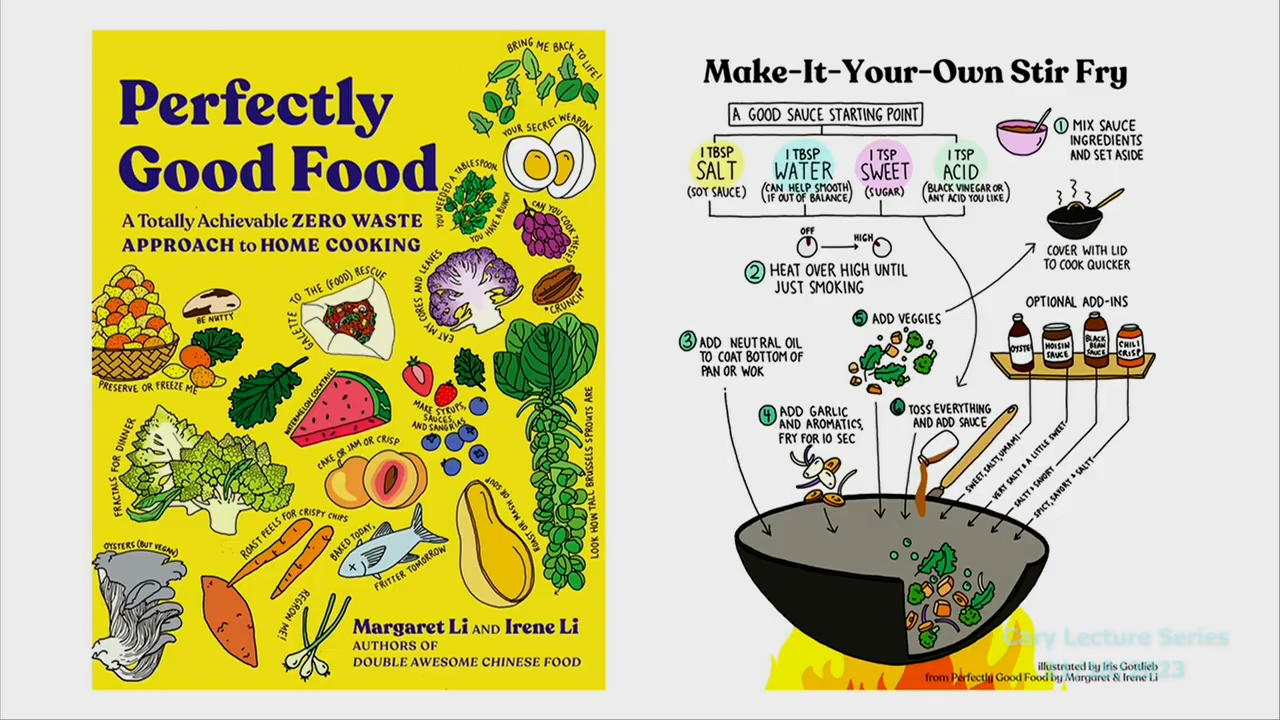 Perfectly
Good Food
A Totally Achievable ZERO WASTE
APPROACH to HOME COOKING
BRING ME BACK TO LIFE!
YOUR SECRET WEAPON
YOU NEEDED A TABLESPOON,
YOU HAVE A BUNCH
CAN YOU COOK THESE?
EAT MY CORES AND LEAVES
*CRUNCH*
GALETTE TO THE (FOOD) RESCUE
BE NUTTY
PRESERVE OR FREEZE ME
WATERMELON COCKTAILS
MAKE SYRUPS,
SAUCES,
AND SANGRIAS
FRACTALS FOR DINNER
CAKE OR JAM OR CRISP
ROAST OR MASH OR SOUP
LOOK HOW TALL BRUSSELS SPROUTS ARE
OYSTERS (BUT VEGAN)
ROAST PEELS FOR CRISPY CHIPS
BAKED TODAY,
FRITTER TOMORROW
REGROW ME!
Margaret Li AND Irene Li
AUTHORS OF
DOUBLE AWESOME CHINESE FOOD
Make-It-Your-Own Stir Fry
A GOOD SAUCE STARTING POINT
1 TBSP
SALT
(SOY SAUCE)
1 TBSP
WATER
(CAN HELP SMOOTH
IF OUT OF BALANCE)
1 TSP
SWEET
(SUGAR)
1 TSP
ACID
(BLACK VINEGAR OR
ANY ACID YOU LIKE)
1 MIX SAUCE
INGREDIENTS
AND SET ASIDE
OFF
HIGH
2 HEAT OVER HIGH UNTIL
JUST SMOKING
COVER WITH LID
TO COOK QUICKER
3 ADD NEUTRAL OIL
TO COAT BOTTOM OF
PAN OR WOK
5 ADD VEGGIES
OPTIONAL ADD-INS
OYSTER
HOISIN
SAUCE
BLACK
BEAN
SAUCE
CHILI
CRISP
4 ADD GARLIC
AND AROMATICS,
FRY FOR 10 SEC
6 TOSS EVERYTHING
AND ADD SAUCE
SWEET, SALTY, UMAMI
VERY SALTY & A LITTLE SWEET
SALTY & SAVORY
SPICY, SAVORY & SALTY
Cary Lecture Series
23
illustrated by Iris Gottlieb
from Perfectly Good Food by Margaret & Irene Li